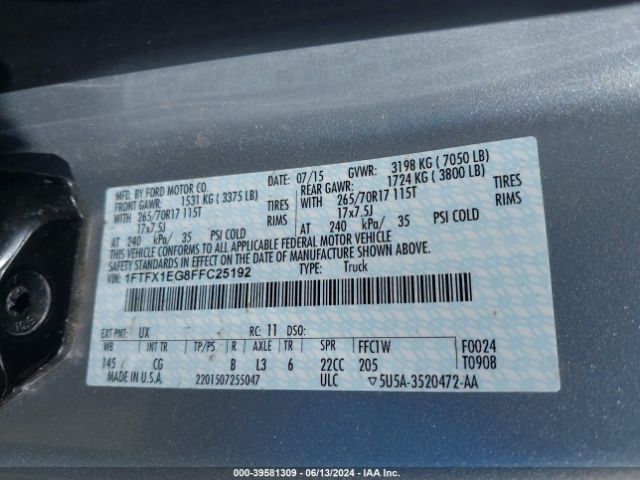 MFD. BY FORD MOTOR CO.
DATE: 07/15 GVWR: 3198 KG ( 7050 LB)
FRONT GAWR: 1531 KG ( 3375 LB) REAR GAWR: 1724 KG ( 3800 LB)
WITH 265/70R17 115T TIRES WITH 265/70R17 115T TIRES
17x7.5J RIMS 17x7.5J RIMS
AT 240 kPa/ 35 PSI COLD AT 240 kPa/ 35 PSI COLD
THIS VEHICLE CONFORMS TO ALL APPLICABLE FEDERAL MOTOR VEHICLE
SAFETY STANDARDS IN EFFECT ON THE DATE OF MANUFACTURE SHOWN ABOVE.
VIN: 1FTFX1EG8FFC25192 TYPE: Truck
EXT PNT: UX RC: 11 DSO:
WB INT TR TP/PS R AXLE TR SPR FFC1W F0024
145 CG B L3 6 22CC 205 T0908
MADE IN U.S.A. 2201507255047 ULC ▽5U5A-3520472-AA
000-39581309 - 06/13/2024 - IAA Inc.